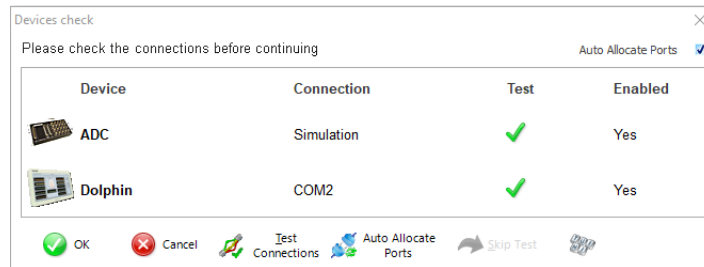 Devices check
Please check the connections before continuing Auto Allocate Ports
Device Connection Test Enabled
ADC Simulation Yes
Dolphin COM2 Yes
OK Cancel Test Connections Auto Allocate Ports Skip Test